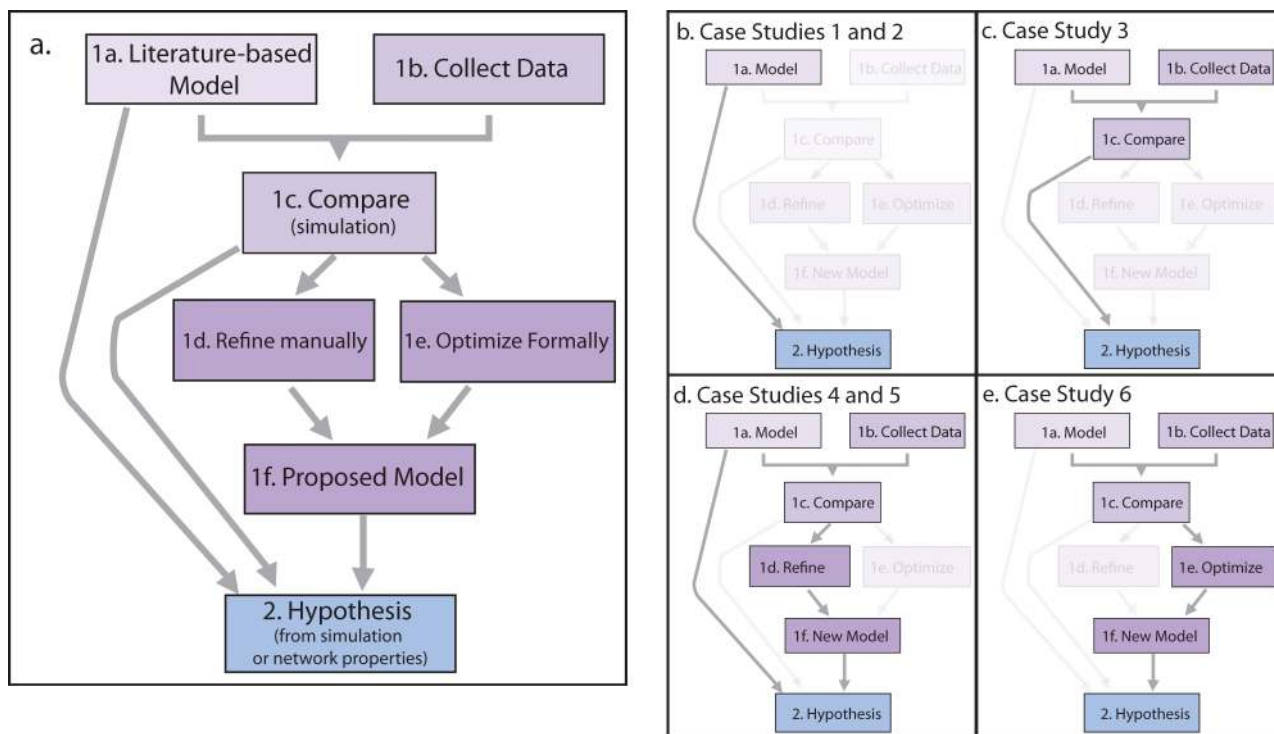 a.
1a. Literature-based
Model
1b. Collect Data
1c. Compare
(simulation)
1d. Refine manually
1e. Optimize Formally
1f. Proposed Model
2. Hypothesis
(from simulation
or network properties)
b. Case Studies 1 and 2
1a. Model
1b. Collect Data
1c. Compare
1d. Refine
1e. Optimize
1f. New Model
2. Hypothesis
c. Case Study 3
1a. Model
1b. Collect Data
1c. Compare
1d. Refine
1e. Optimize
1f. New Model
2. Hypothesis
d. Case Studies 4 and 5
1a. Model
1b. Collect Data
1c. Compare
1d. Refine
1e. Optimize
1f. New Model
2. Hypothesis
e. Case Study 6
1a. Model
1b. Collect Data
1c. Compare
1d. Refine
1e. Optimize
1f. New Model
2. Hypothesis